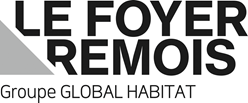 LE FOYER
REMOIS
Groupe GLOBAL HABITAT